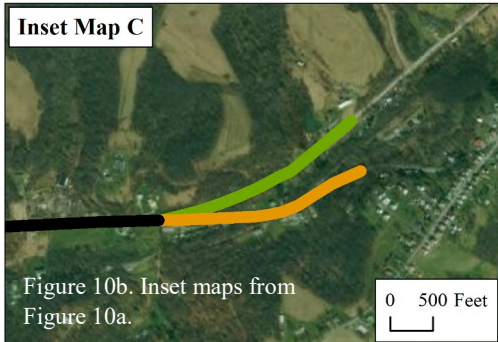 Inset Map C
Figure 10b. Inset maps from
Figure 10a.
0 500 Feet